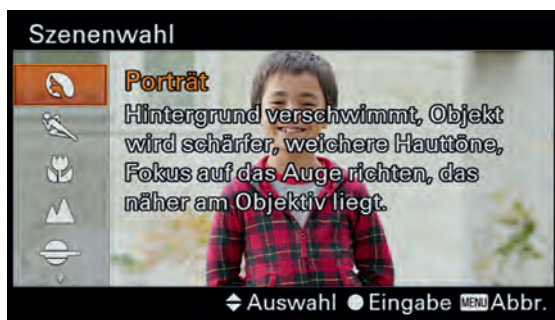 Szenenwahl
Porträt
Hintergrund verschwimmt, Objekt
wird schärfer, weichere Hauttöne,
Fokus auf das Auge richten, das
näher am Objektiv liegt.
Auswahl Eingabe MENU Abbr.